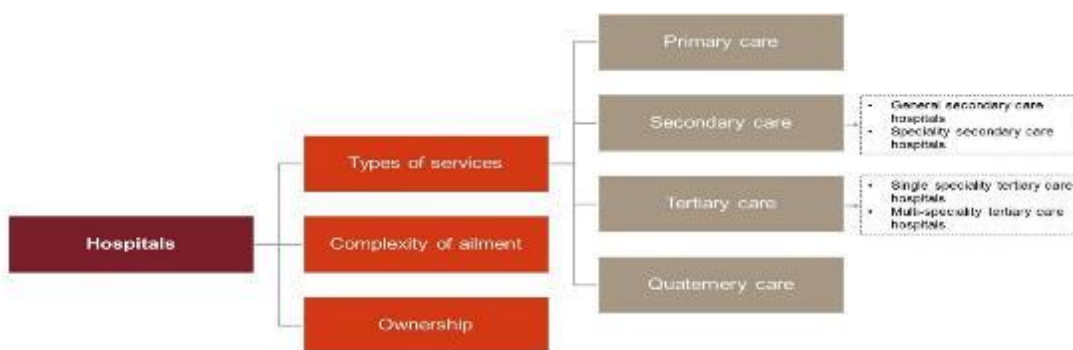 Primary care
Secondary care
• General secondary care
hospitals
• Speciality secondary care
hospitals
Types of services
Tertiary care
• Single speciality tertiary care
hospitals
• Multi-speciality tertiary care
hospitals
Hospitals
Complexity of ailment
Quaternery care
Ownership